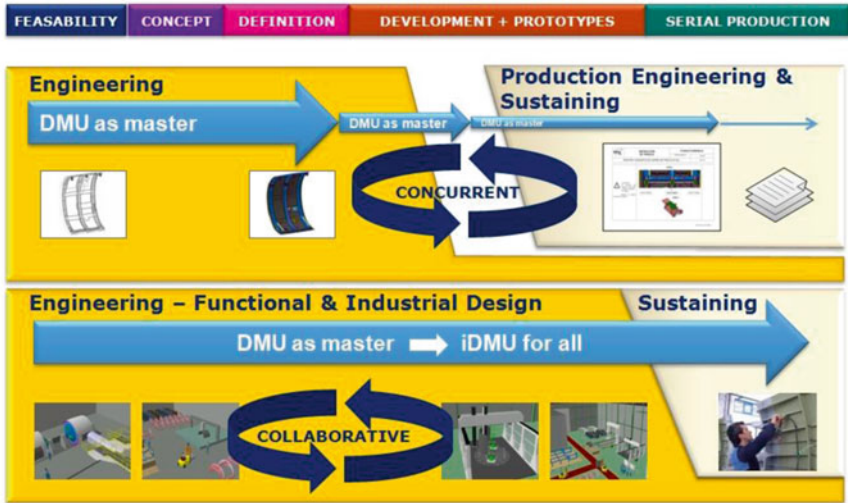 FEASABILITY CONCEPT DEFINITION DEVELOPMENT + PROTOTYPES SERIAL PRODUCTION
Engineering
Production Engineering &
Sustaining
DMU as master DMU as master DMU as master
CONCURRENT
Engineering – Functional & Industrial Design Sustaining
DMU as master iDMU for all
COLLABORATIVE